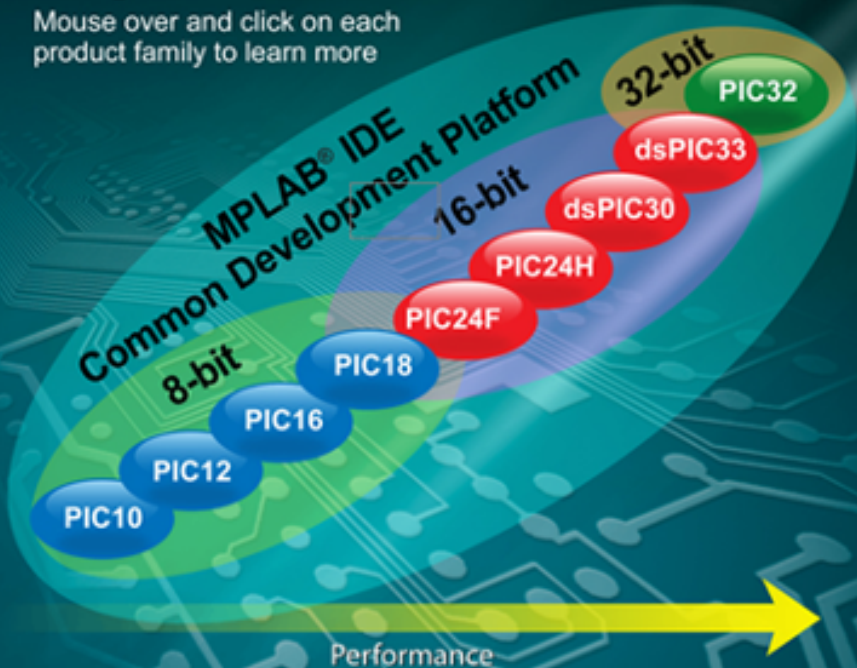 Mouse over and click on each
product family to learn more
MPLAB® IDE
Common Development Platform
32-bit
PIC32
dsPIC33
16-bit
dsPIC30
PIC24H
PIC24F
8-bit
PIC18
PIC16
PIC12
PIC10
Performance